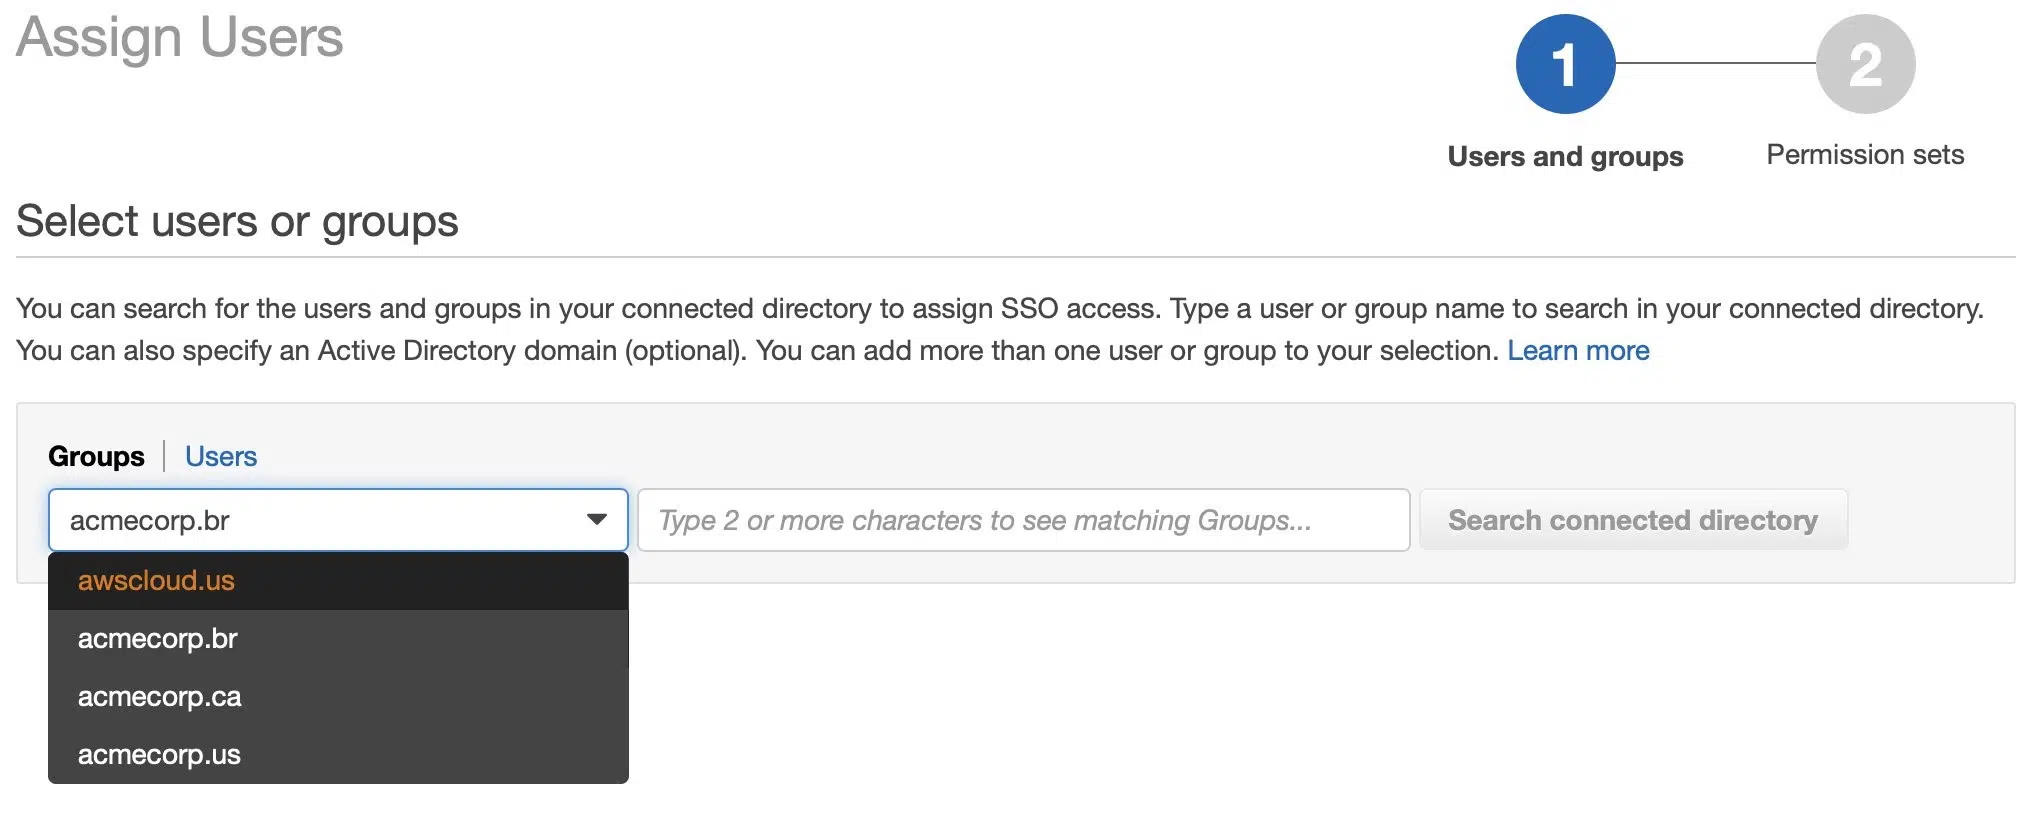 Assign Users
1
2
Users and groups
Permission sets
Select users or groups
You can search for the users and groups in your connected directory to assign SSO access. Type a user or group name to search in your connected directory.
You can also specify an Active Directory domain (optional). You can add more than one user or group to your selection. Learn more
Groups | Users
acmecorp.br
Type 2 or more characters to see matching Groups...
Search connected directory
awscloud.us
acmecorp.br
acmecorp.ca
acmecorp.us